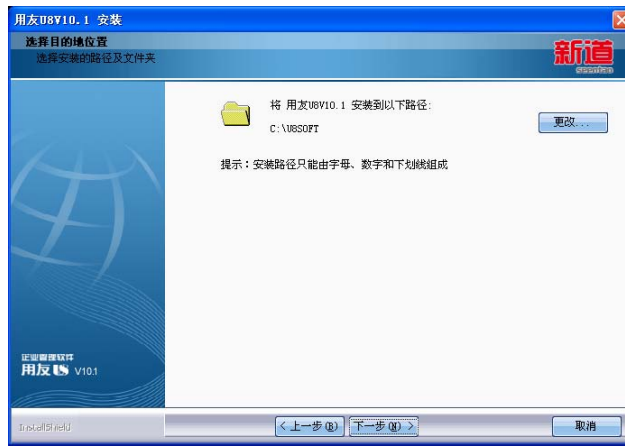 用友U8V10.1 安装
选择目的地位置
选择安装的路径及文件夹
新道
seentao
将 用友U8V10.1 安装到以下路径:
C:\U8SOFT
更改...
提示：安装路径只能由字母、数字和下划线组成
企业管理软件
用友U8 V10.1
InstallShield
< 上一步(B)
下一步(N) >
取消